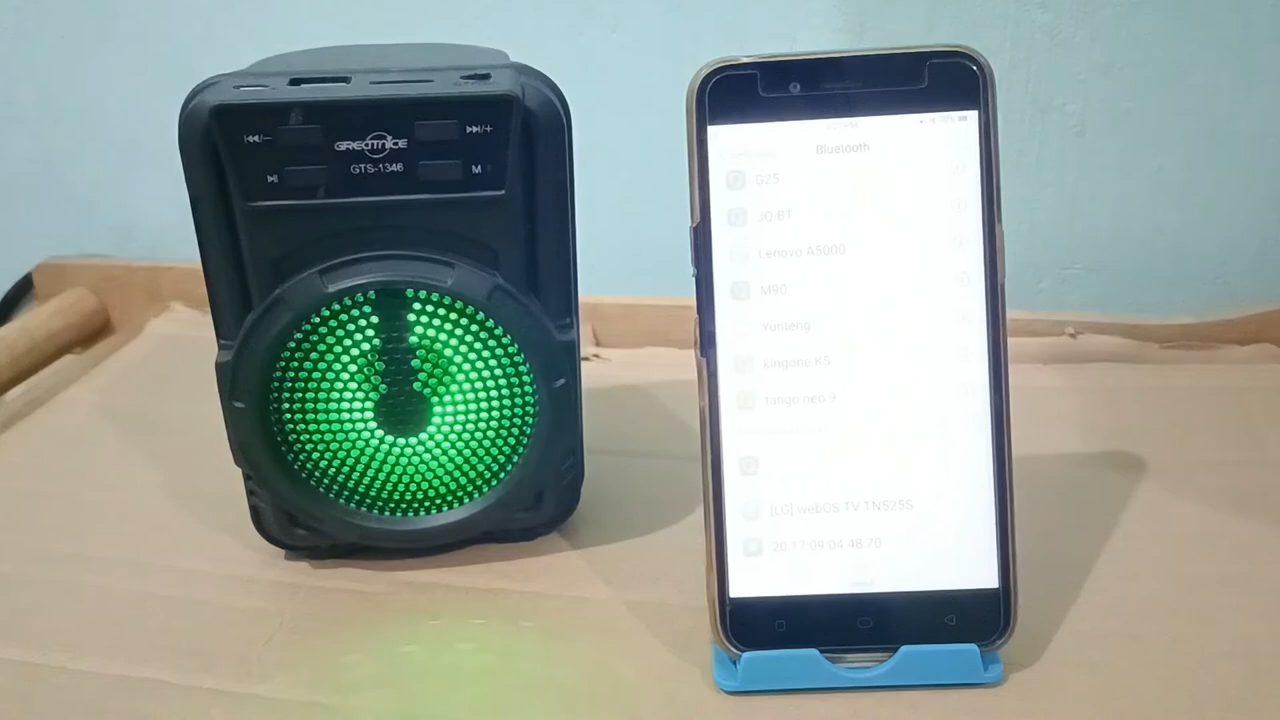 GREATNICE
GTS-1346
M
Bluetooth
G25
JQ-BT
Lenovo A5000
M90
Yunteng
kingone K5
tango neo 9
[LG] webOS TV TN525S
20:17:09:04:48:70